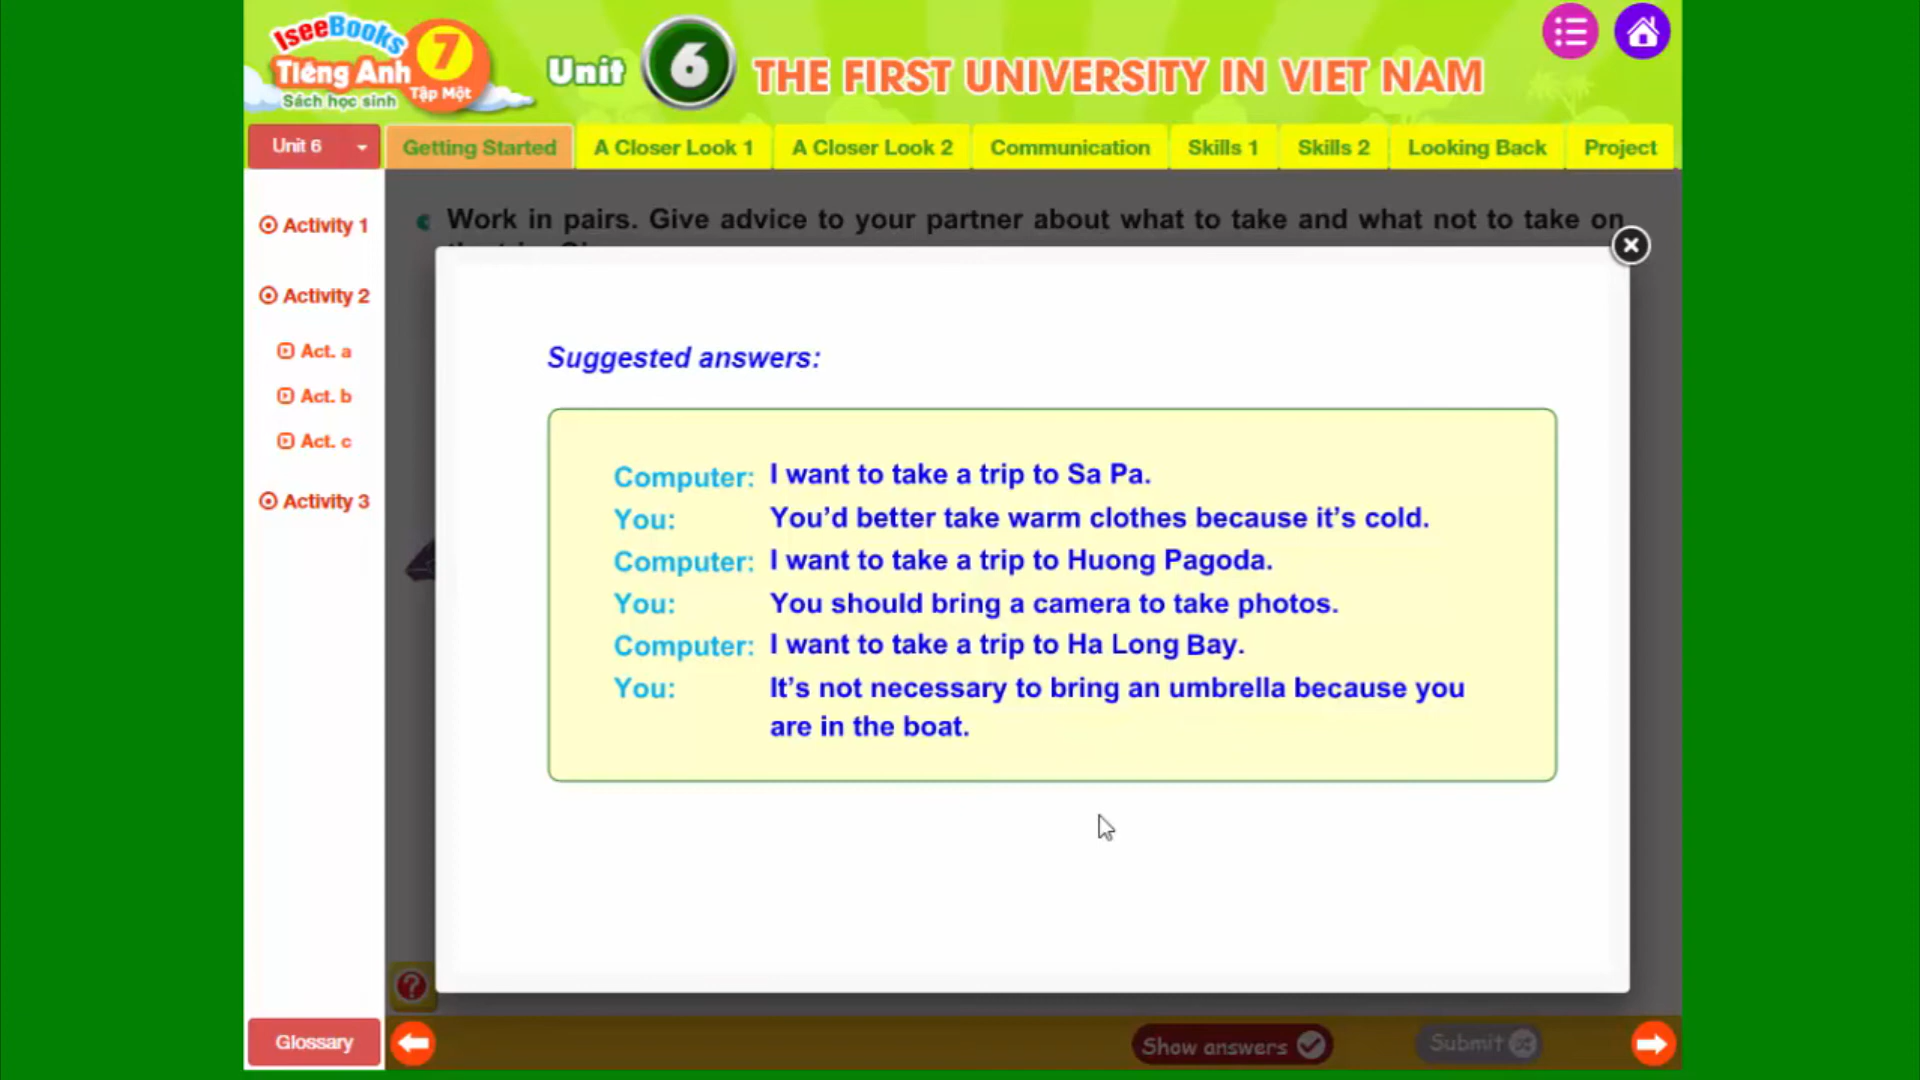 IseeBooks
Tiếng Anh 7
Sách học sinh Tập Một
Unit 6 THE FIRST UNIVERSITY IN VIET NAM
Unit 6 Getting Started A Closer Look 1 A Closer Look 2 Communication Skills 1 Skills 2 Looking Back Project
Activity 1
Activity 2
Act. a
Act. b
Act. c
Activity 3
Glossary
Work in pairs. Give advice to your partner about what to take and what not to take on
Suggested answers:
Computer: I want to take a trip to Sa Pa.
You: You'd better take warm clothes because it's cold.
Computer: I want to take a trip to Huong Pagoda.
You: You should bring a camera to take photos.
Computer: I want to take a trip to Ha Long Bay.
You: It's not necessary to bring an umbrella because you
are in the boat.
?
Show answers Submit